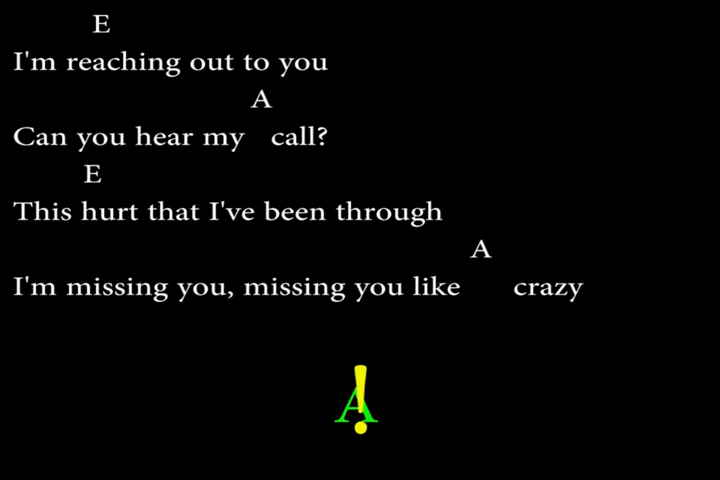 E
I'm reaching out to you
A
Can you hear my call?
E
This hurt that I've been through
A
I'm missing you, missing you like crazy
A!